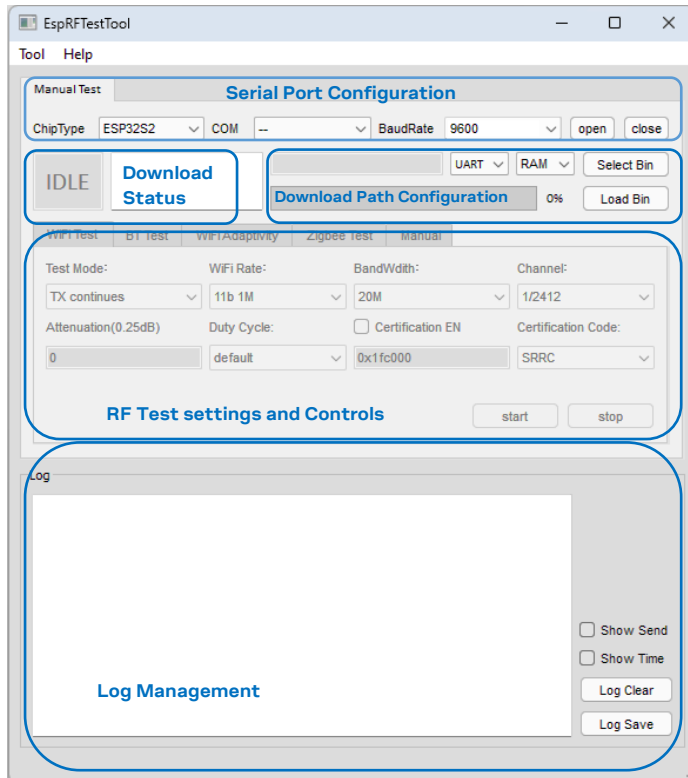 EspRFTestTool
Tool Help
Manual Test
Serial Port Configuration
ChipType ESP32S2 COM -- BaudRate 9600 open close
IDLE
Download
Status
UART RAM Select Bin
Download Path Configuration 0% Load Bin
WiFi Test BT Test WiFi Adaptivity Zigbee Test Manual
Test Mode: WiFi Rate: BandWdith: Channel:
TX continues 11b 1M 20M 1/2412
Attenuation(0.25dB) Duty Cycle: Certification EN Certification Code:
0 default 0x1fc000 SRRC
RF Test settings and Controls start stop
Log
Show Send
Show Time
Log Management
Log Clear
Log Save